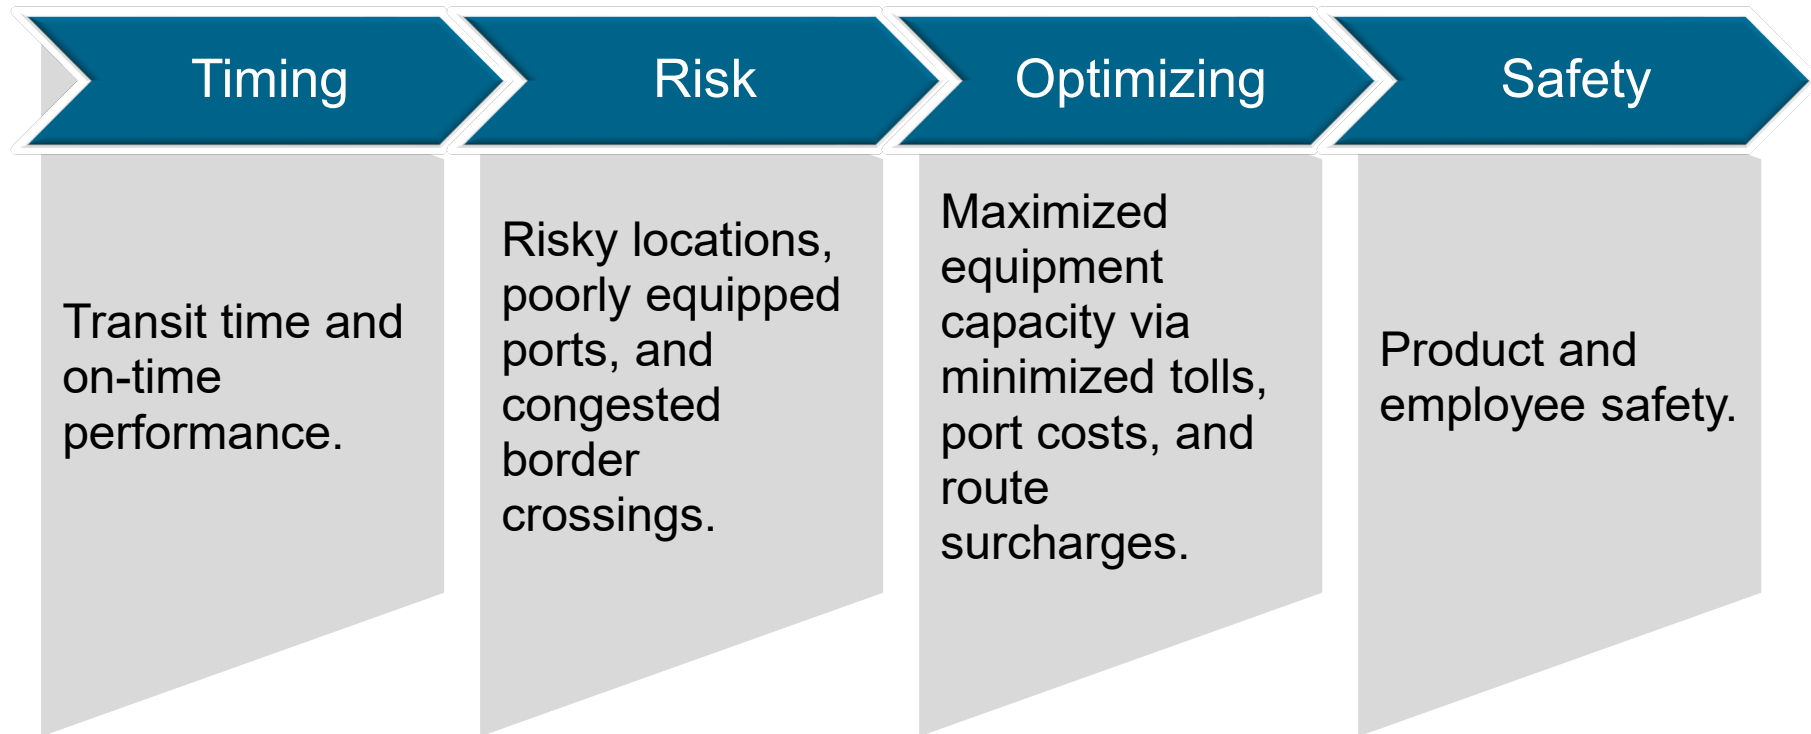 Timing
Transit time and
on-time
performance.
Risk
Risky locations,
poorly equipped
ports, and
congested
border
crossings.
Optimizing
Maximized
equipment
capacity via
minimized tolls,
port costs, and
route
surcharges.
Safety
Product and
employee safety.